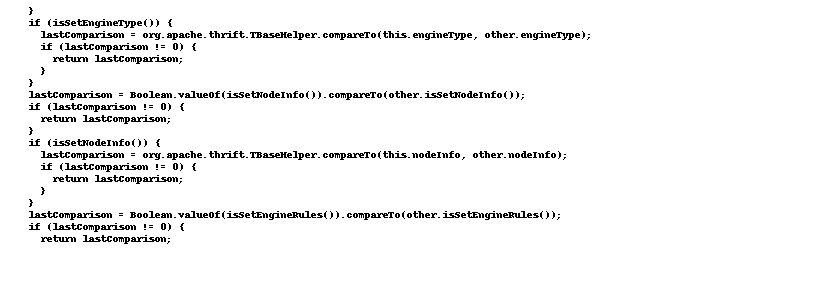 }
    if (isSetEngineType()) {
      lastComparison = org.apache.thrift.TBaseHelper.compareTo(this.engineType, other.engineType);
      if (lastComparison != 0) {
        return lastComparison;
      }
    }
    lastComparison = Boolean.valueOf(isSetNodeInfo()).compareTo(other.isSetNodeInfo());
    if (lastComparison != 0) {
      return lastComparison;
    }
    if (isSetNodeInfo()) {
      lastComparison = org.apache.thrift.TBaseHelper.compareTo(this.nodeInfo, other.nodeInfo);
      if (lastComparison != 0) {
        return lastComparison;
      }
    }
    lastComparison = Boolean.valueOf(isSetEngineRules()).compareTo(other.isSetEngineRules());
    if (lastComparison != 0) {
      return lastComparison;